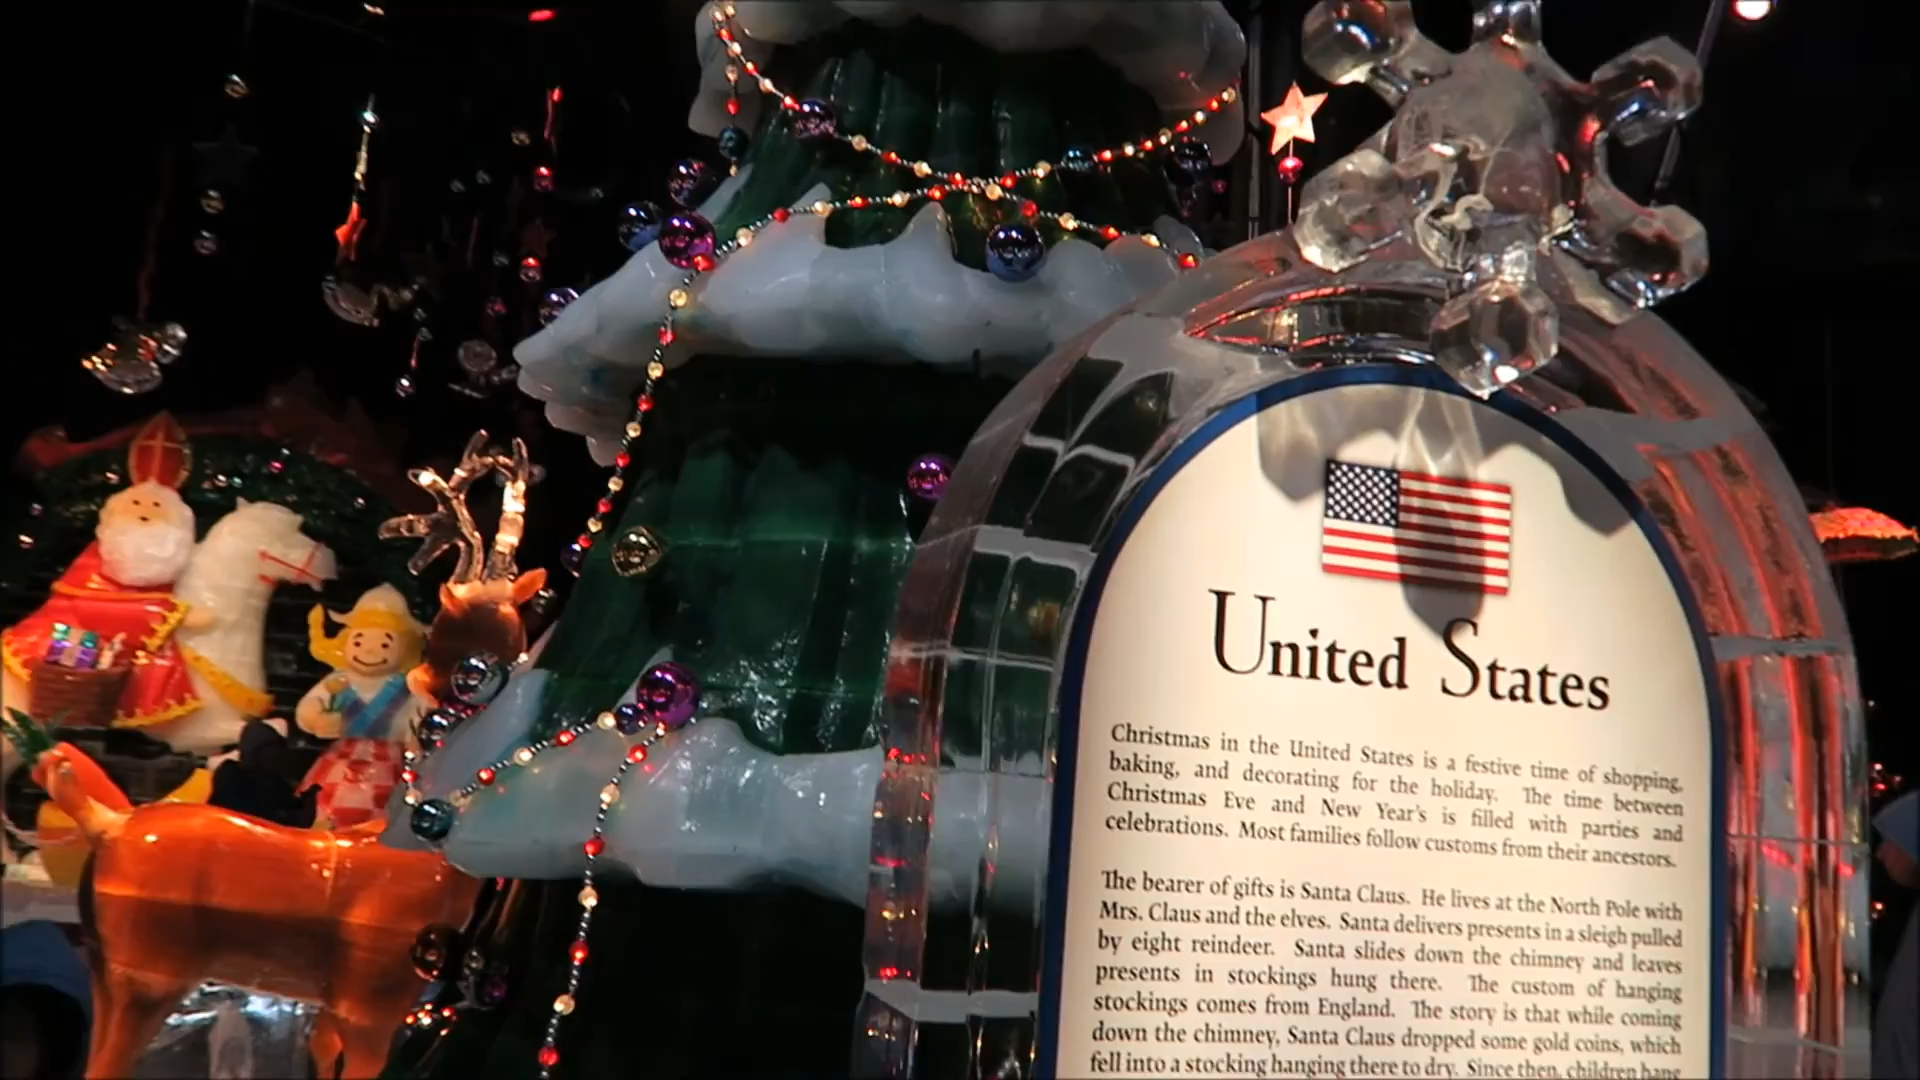 United States
Christmas in the United States is a festive time of shopping,
baking, and decorating for the holiday. The time between
Christmas Eve and New Year's is filled with parties and
celebrations. Most families follow customs from their ancestors.
The bearer of gifts is Santa Claus. He lives at the North Pole with
Mrs. Claus and the elves. Santa delivers presents in a sleigh pulled
by eight reindeer. Santa slides down the chimney and leaves
presents in stockings hung there. The custom of hanging
stockings comes from England. The story is that while coming
down the chimney, Santa Claus dropped some gold coins, which
fell into a stocking hanging there to dry. Since then, children hang